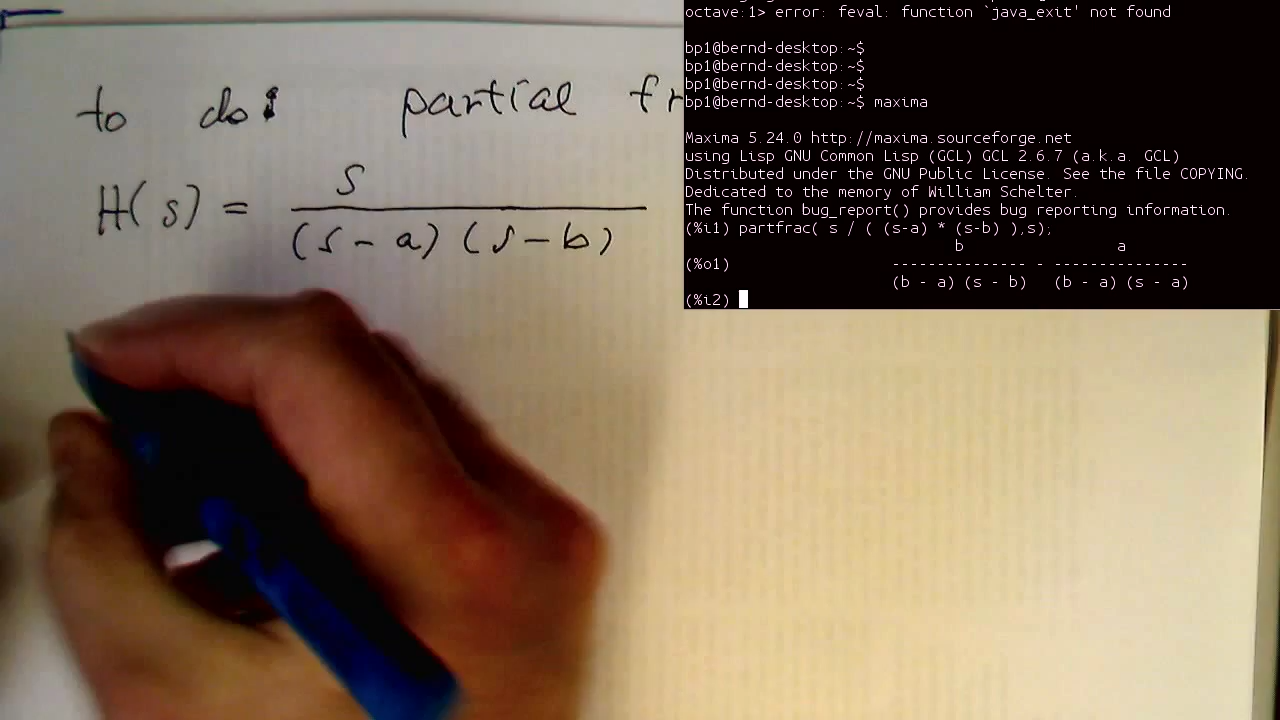 to do: partial fr
H(s) = s
(s-a) (s-b)
octave:1> error: feval: function `java_exit' not found
bp1@bernd-desktop:~$
bp1@bernd-desktop:~$
bp1@bernd-desktop:~$
bp1@bernd-desktop:~$ maxima
Maxima 5.24.0 http://maxima.sourceforge.net
using Lisp GNU Common Lisp (GCL) GCL 2.6.7 (a.k.a. GCL)
Distributed under the GNU Public License. See the file COPYING.
Dedicated to the memory of William Schelter.
The function bug_report() provides bug reporting information.
(%i1) partfrac( s / ( (s-a) * (s-b) ),s);
b a
(%o1) --------------- - ---------------
(b - a) (s - b) (b - a) (s - a)
(%i2)